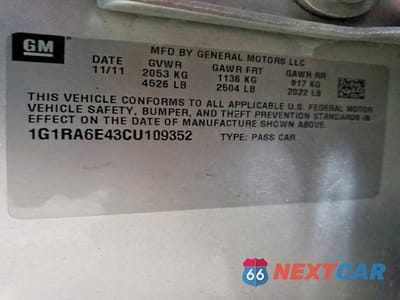 GM
MFD BY GENERAL MOTORS LLC
DATE GVWR GAWR FRT GAWR RR
11/11 2053 KG 1136 KG 917 KG
4526 LB 2504 LB 2022 LB
THIS VEHICLE CONFORMS TO ALL APPLICABLE U.S. FEDERAL MOTOR
VEHICLE SAFETY, BUMPER, AND THEFT PREVENTION STANDARDS IN
EFFECT ON THE DATE OF MANUFACTURE SHOWN ABOVE.
1G1RA6E43CU109352 TYPE: PASS CAR
66 NEXTCAR